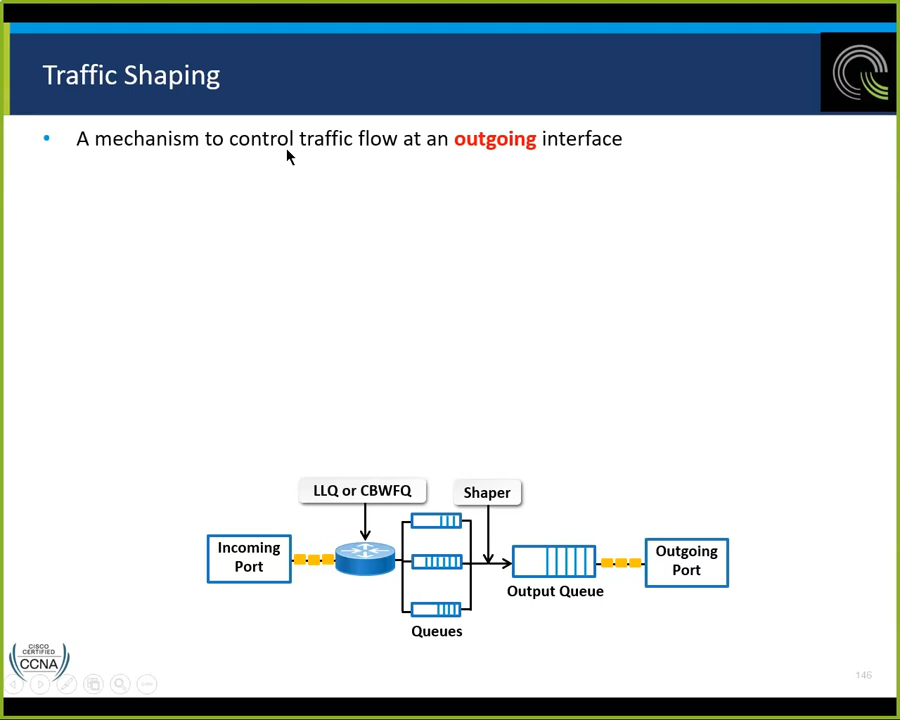 Traffic Shaping
• A mechanism to control traffic flow at an outgoing interface
LLQ or CBWFQ
Shaper
Incoming
Port
Outgoing
Port
Output Queue
Queues
CISCO
CERTIFIED
CCNA
146